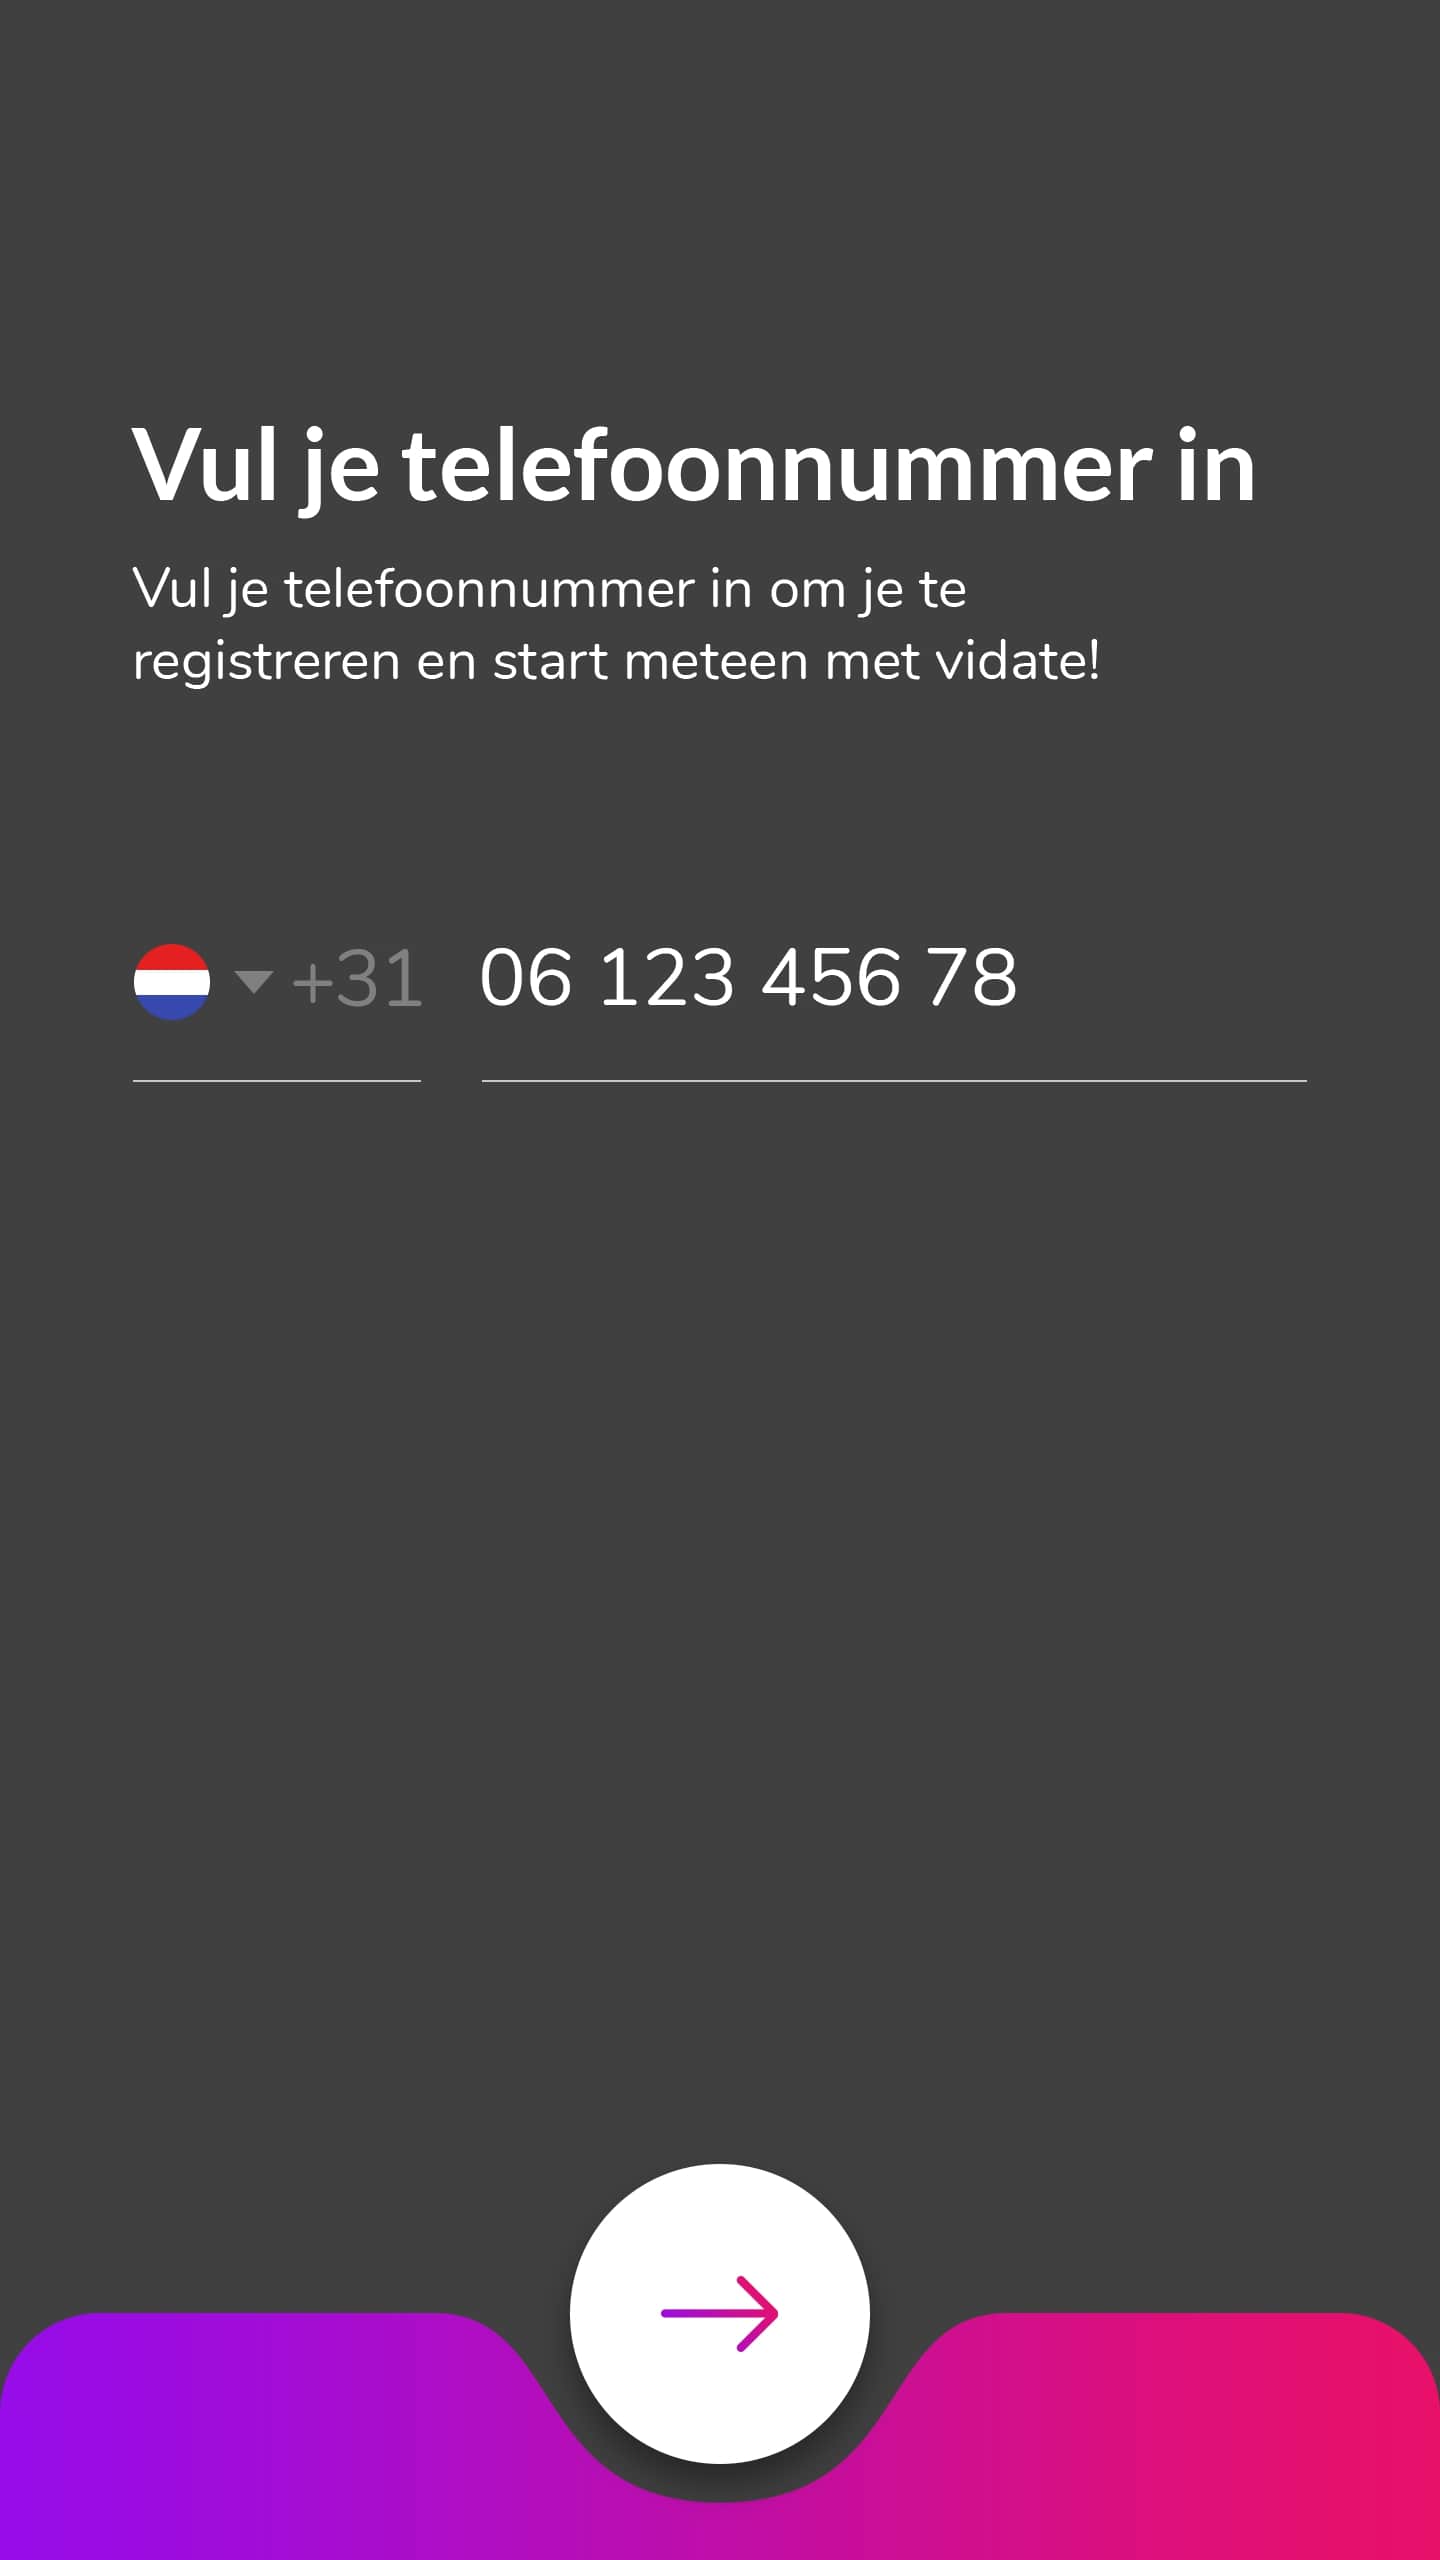 Vul je telefoonnummer in
Vul je telefoonnummer in om je te
registreren en start meteen met vidate!
+31 06 123 456 78